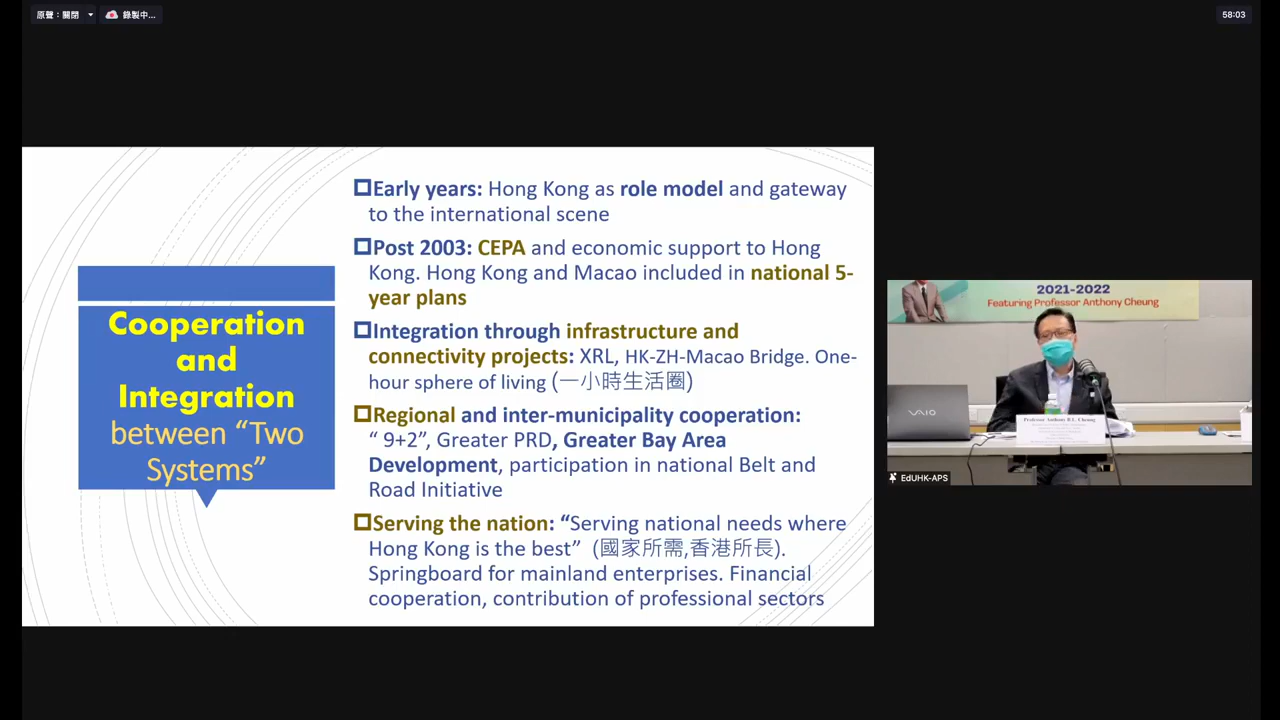 原聲：關閉
錄製中...
58:03
Cooperation
and
Integration
between “Two
Systems”
Early years: Hong Kong as role model and gateway
to the international scene
Post 2003: CEPA and economic support to Hong
Kong. Hong Kong and Macao included in national 5-
year plans
Integration through infrastructure and
connectivity projects: XRL, HK-ZH-Macao Bridge. One-
hour sphere of living (一小時生活圈)
Regional and inter-municipality cooperation:
“ 9+2”, Greater PRD, Greater Bay Area
Development, participation in national Belt and
Road Initiative
Serving the nation: “Serving national needs where
Hong Kong is the best” (國家所需,香港所長).
Springboard for mainland enterprises. Financial
cooperation, contribution of professional sectors
2021-2022
Featuring Professor Anthony Cheung
VAIO
Professor Anthony B.L. Cheung
EdUHK-APS